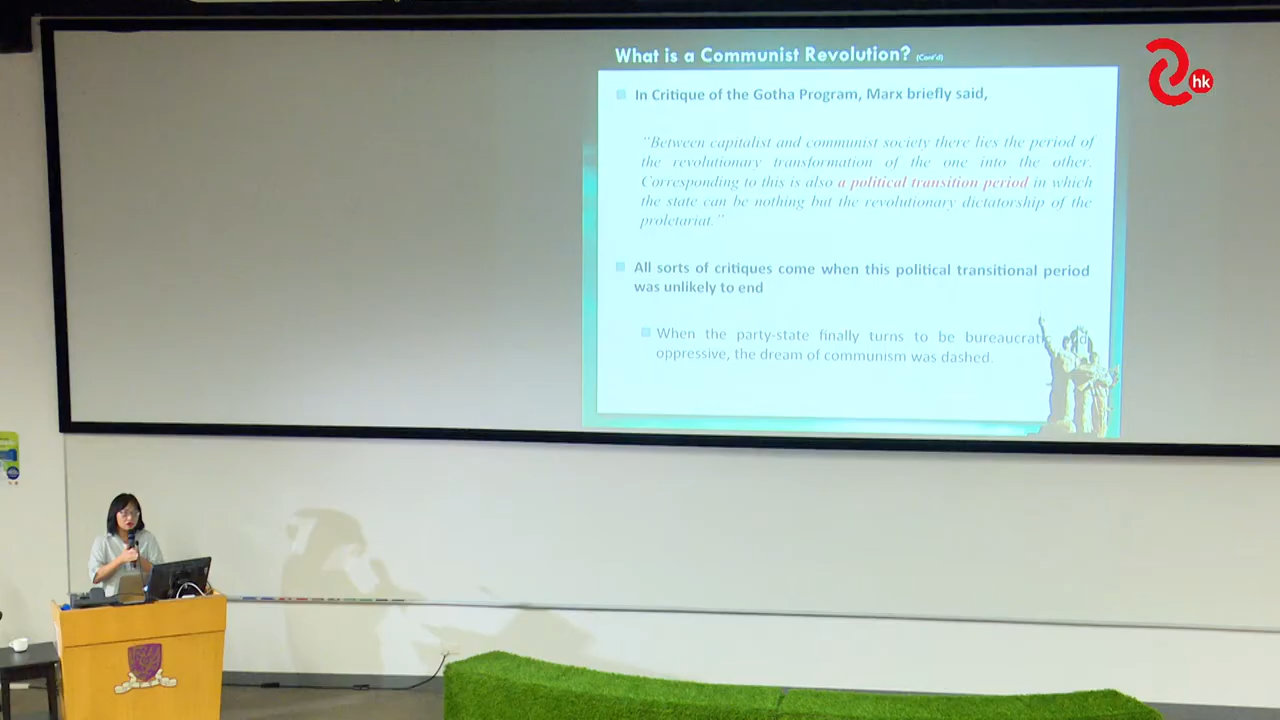 What is a Communist Revolution? (Cont'd)
hk
In Critique of the Gotha Program, Marx briefly said,
"Between capitalist and communist society there lies the period of
the revolutionary transformation of the one into the other.
Corresponding to this is also a political transition period in which
the state can be nothing but the revolutionary dictatorship of the
proletariat."
All sorts of critiques come when this political transitional period
was unlikely to end
When the party-state finally turns to be bureaucratic
oppressive, the dream of communism was dashed.